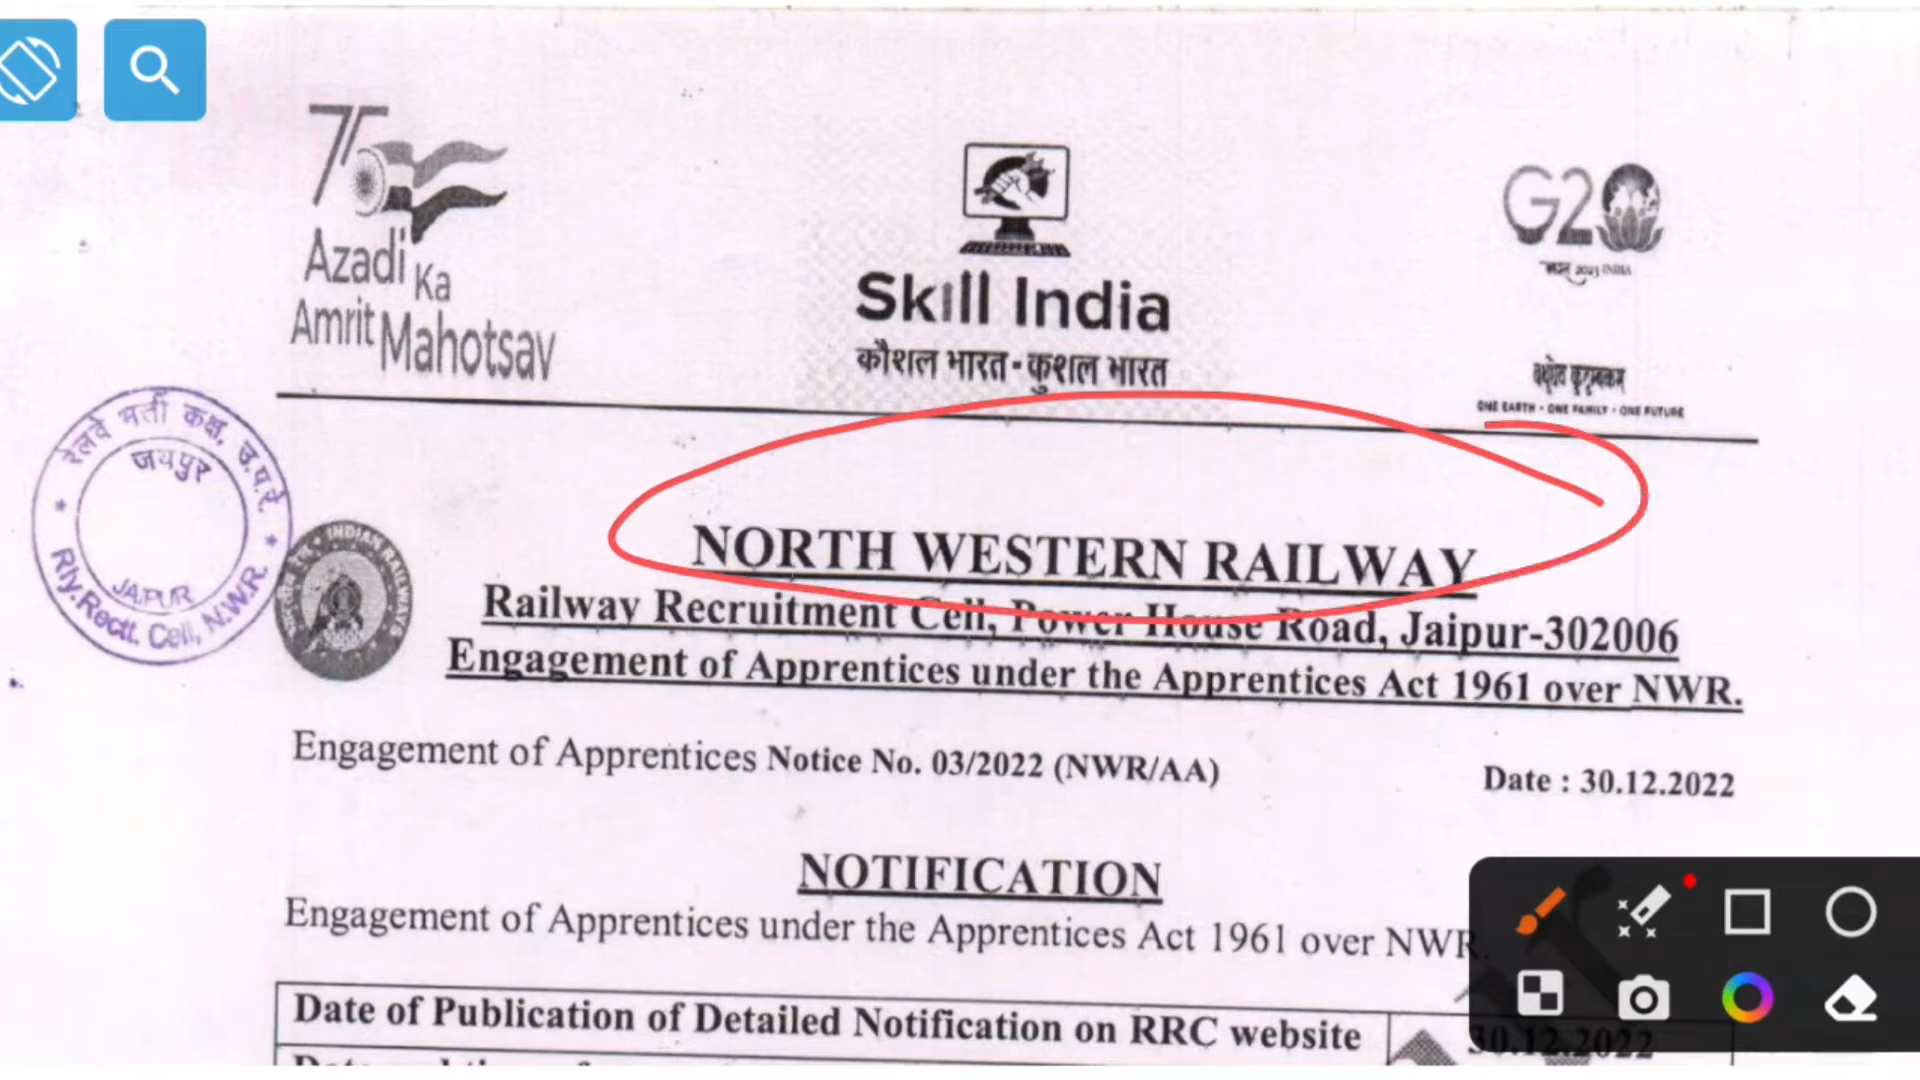 75
Azadi Ka
Amrit Mahotsav
Skill India
कौशल भारत - कुशल भारत
G20
2023 INDIA
ONE EARTH • ONE FAMILY • ONE FUTURE
रेलवे भर्ती कक्ष, उ.प.रे.
जयपुर
JAIPUR
Rly. Rectt. Cell, N.W.R.
INDIAN RAILWAYS
NORTH WESTERN RAILWAY
Railway Recruitment Cell, Power House Road, Jaipur-302006
Engagement of Apprentices under the Apprentices Act 1961 over NWR.
Engagement of Apprentices Notice No. 03/2022 (NWR/AA)
Date : 30.12.2022
NOTIFICATION
Engagement of Apprentices under the Apprentices Act 1961 over NWR.
Date of Publication of Detailed Notification on RRC website
30.12.2022